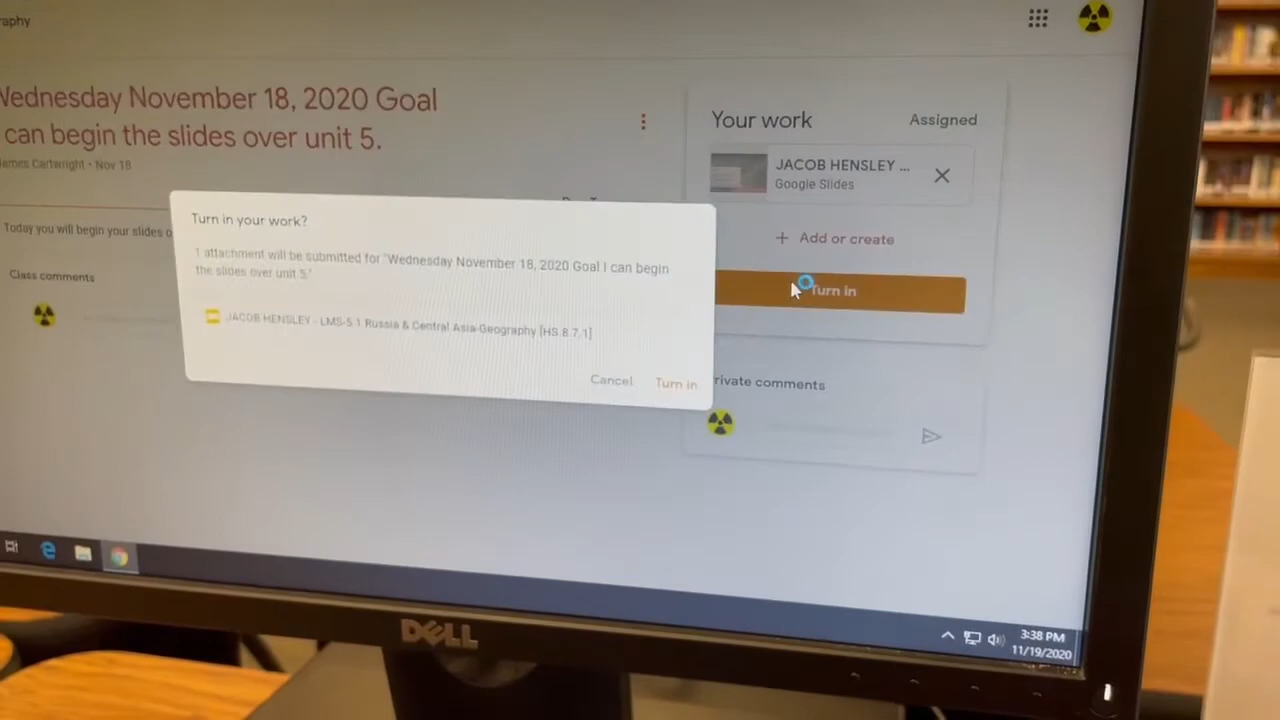 raphy
Wednesday November 18, 2020 Goal
can begin the slides over unit 5.
James Cartwright • Nov 18
Today you will begin your slides o
Class comments
Turn in your work?
1 attachment will be submitted for "Wednesday November 18, 2020 Goal I can begin
the slides over unit 5."
JACOB HENSLEY - LMS-5.1 Russia & Central Asia-Geography [HS.8.7.1]
Cancel
Turn in
Your work
Assigned
JACOB HENSLEY ...
Google Slides
+ Add or create
Turn in
rivate comments
3:38 PM
11/19/2020
DELL